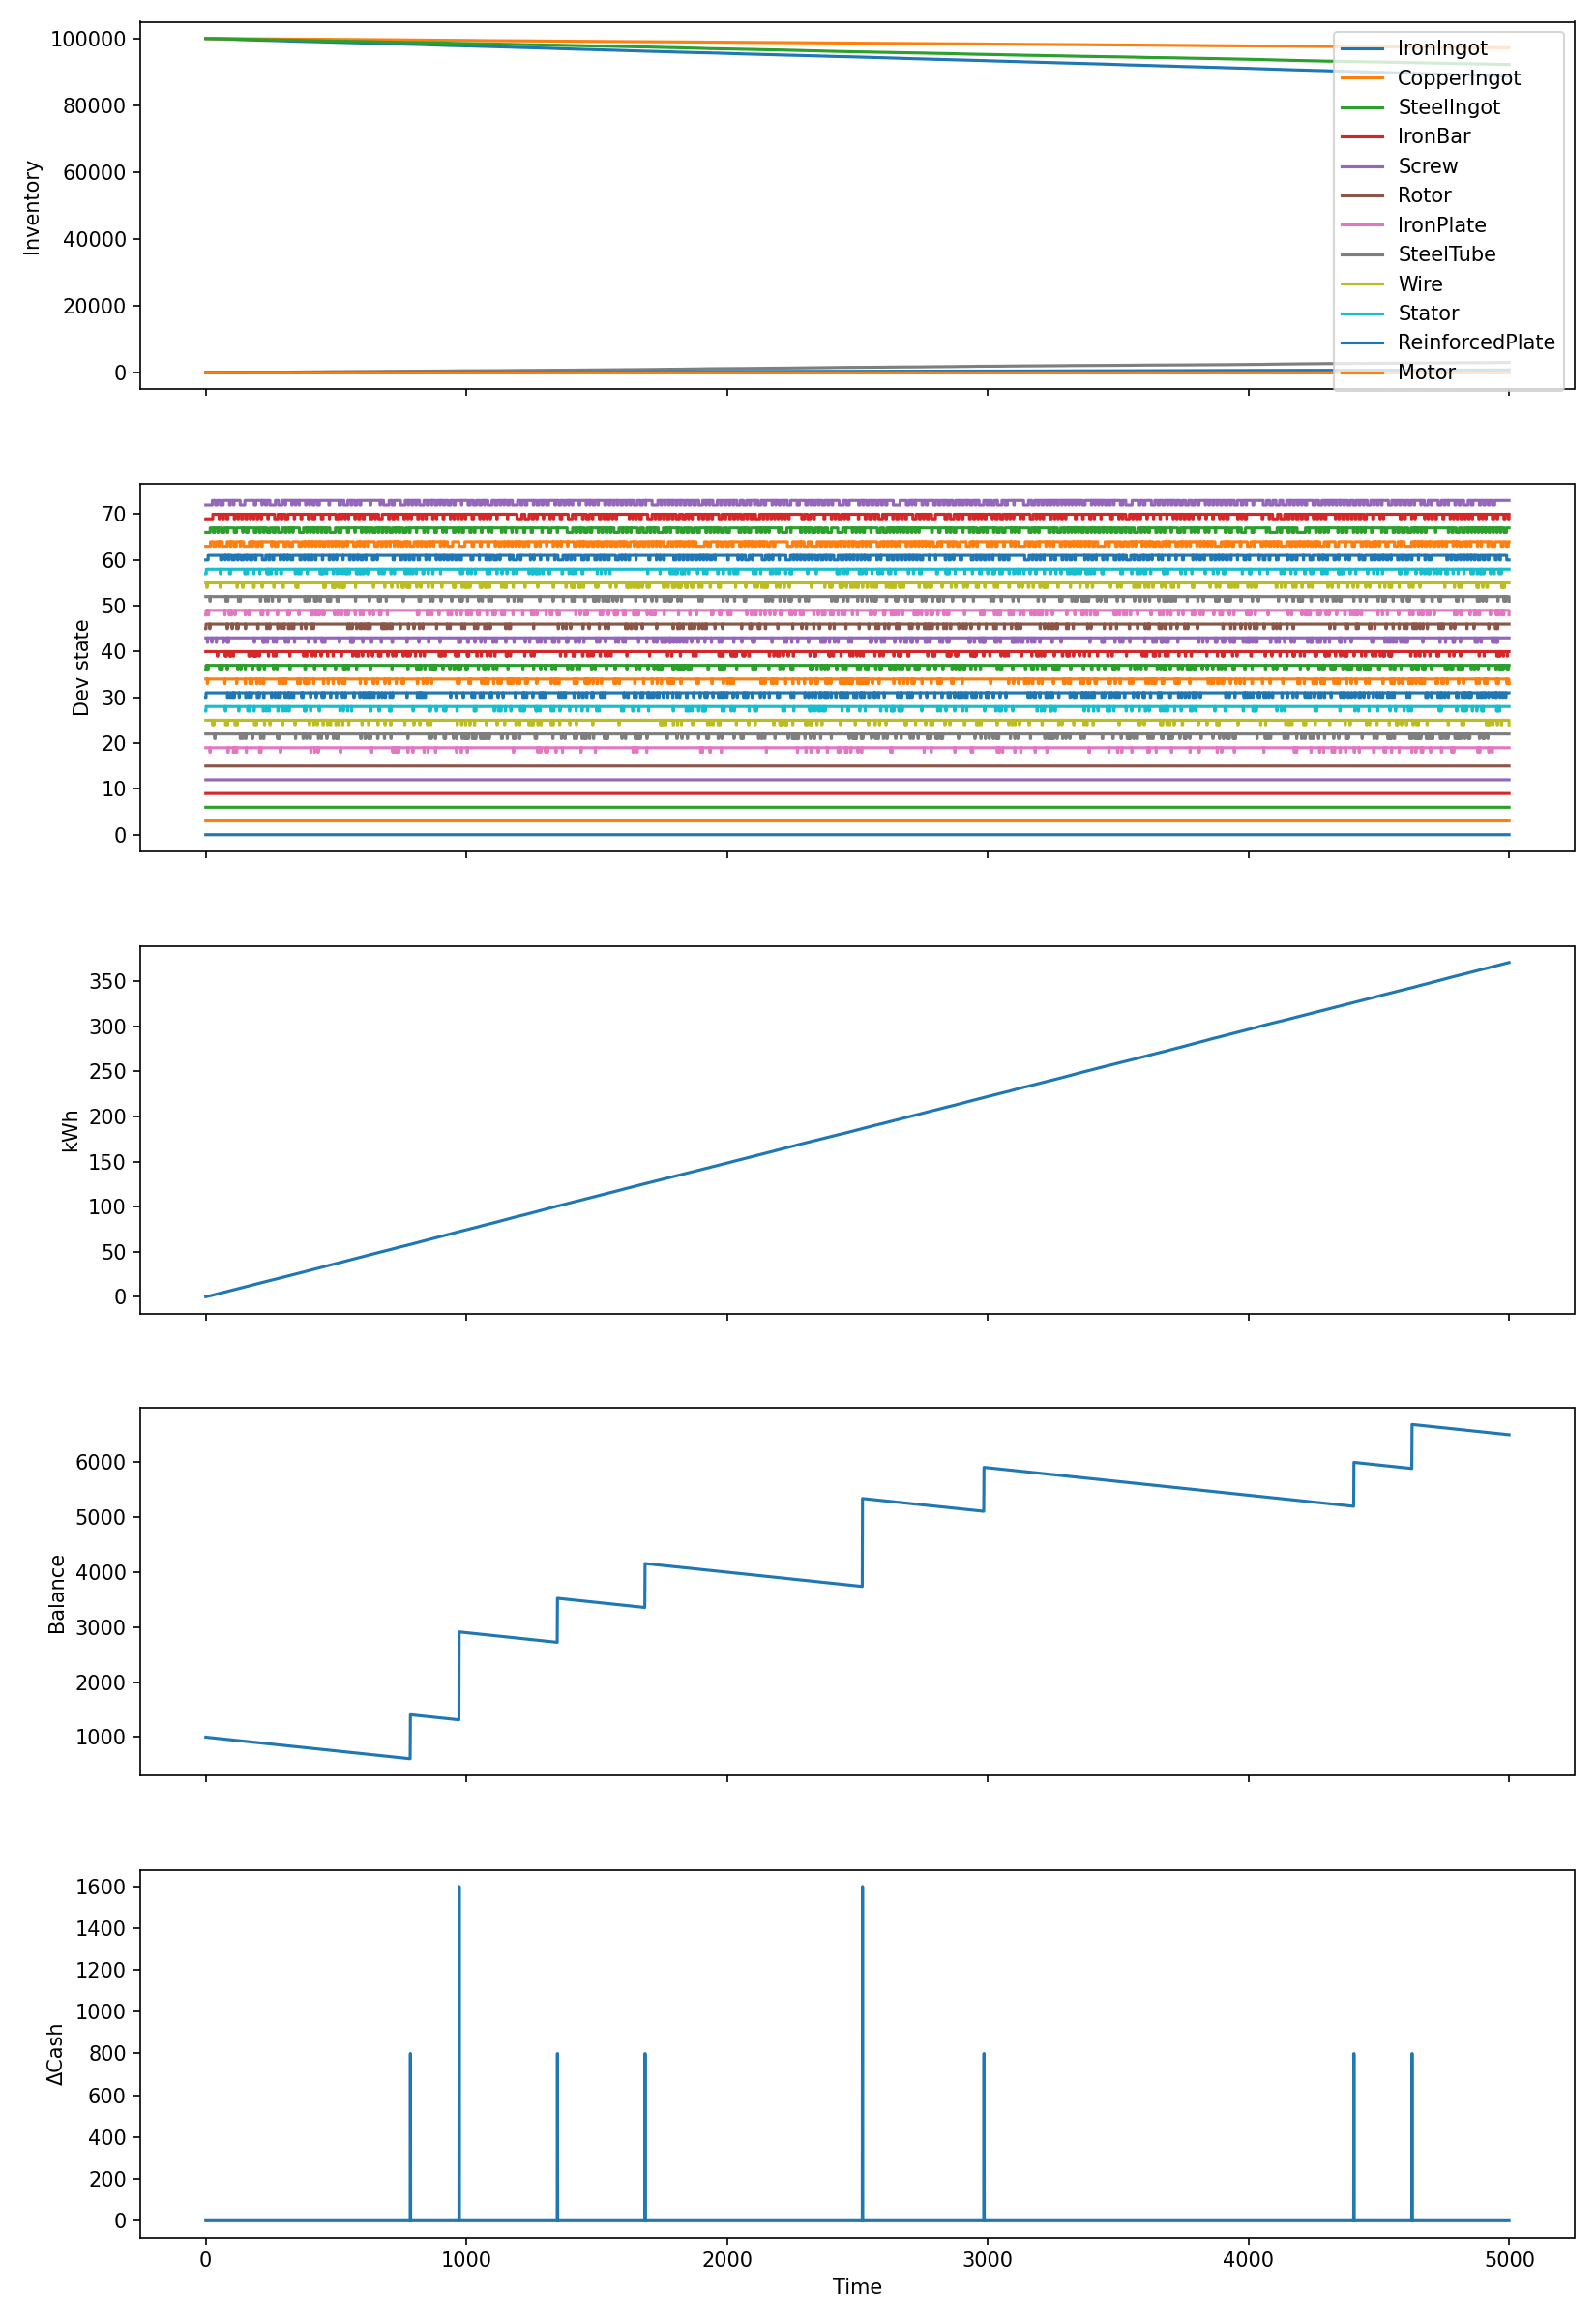 100000
80000
60000
40000
20000
0
Inventory
IronIngot
CopperIngot
SteelIngot
IronBar
Screw
Rotor
IronPlate
SteelTube
Wire
Stator
ReinforcedPlate
Motor
70
60
50
40
30
20
10
0
Dev state
350
300
250
200
150
100
50
0
kWh
6000
5000
4000
3000
2000
1000
Balance
1600
1400
1200
1000
800
600
400
200
0
ΔCash
0 1000 2000 3000 4000 5000
Time